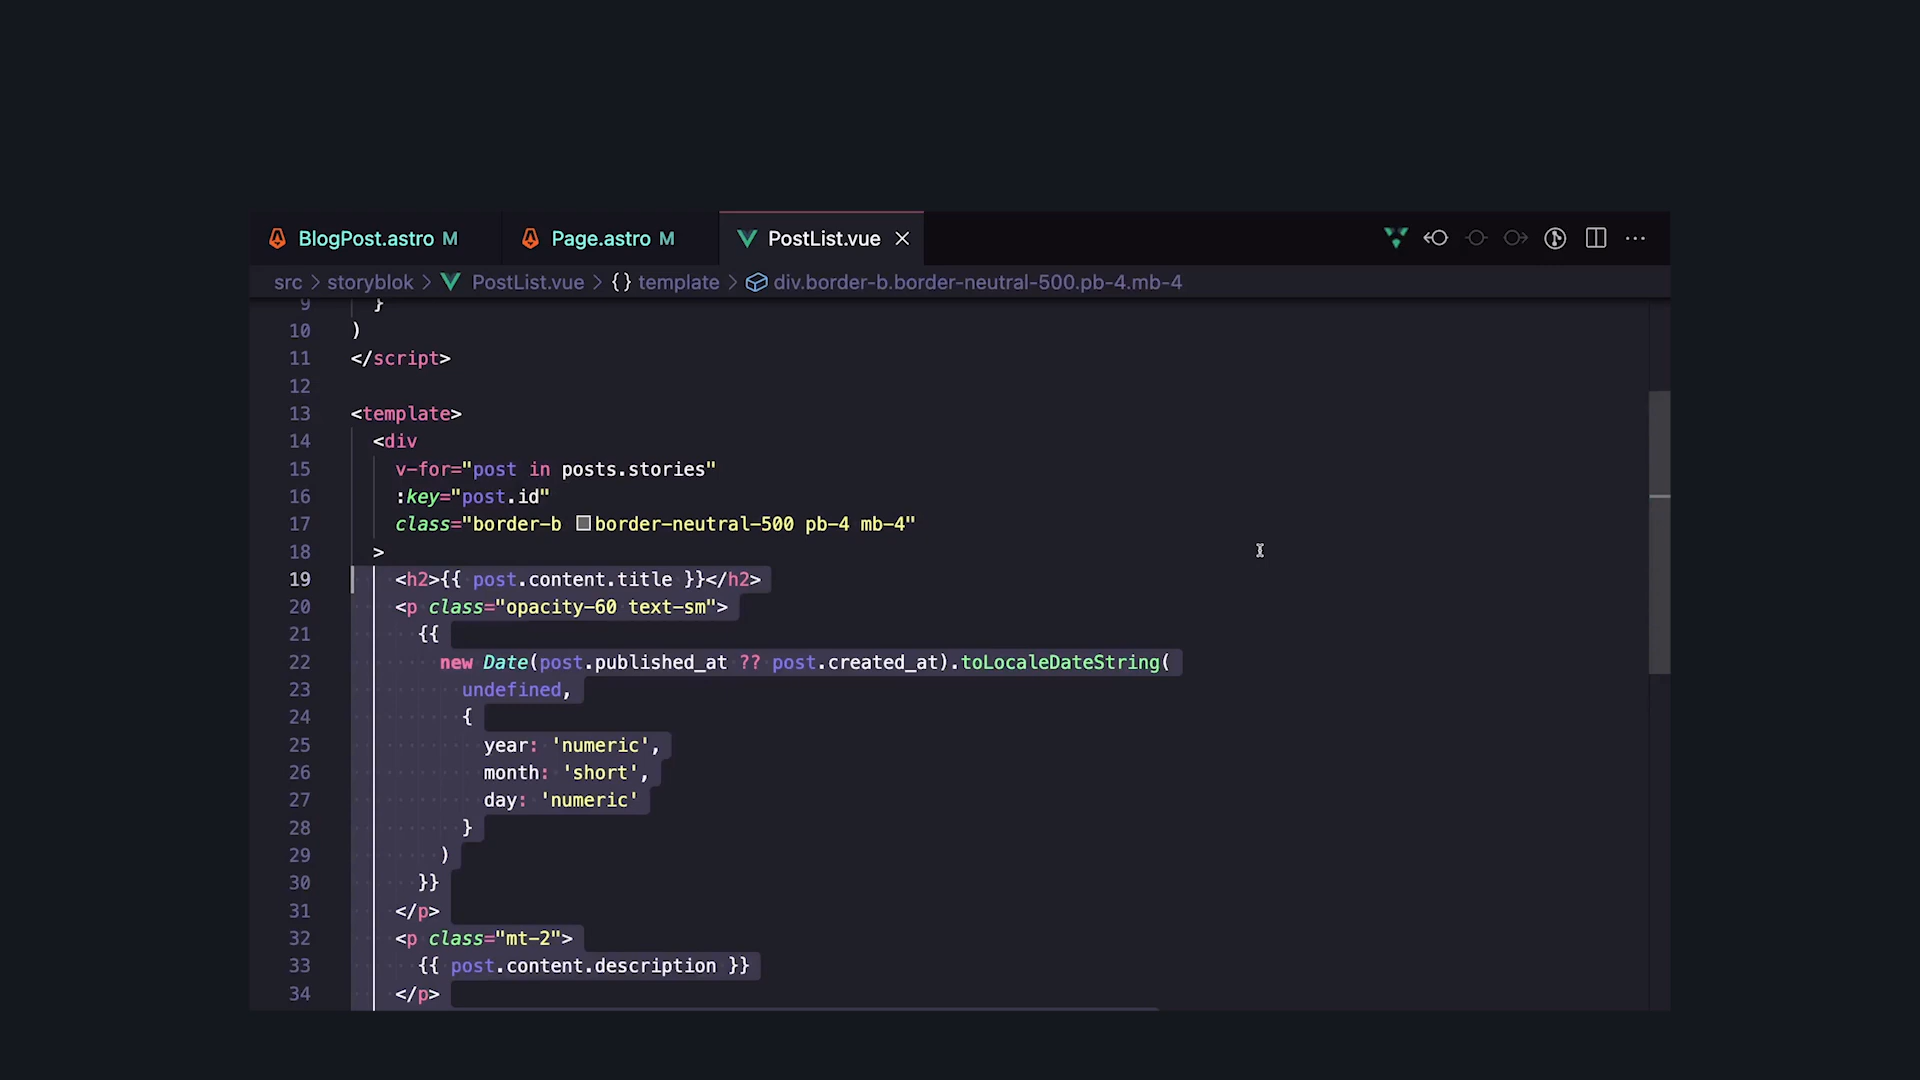 BlogPost.astro M
Page.astro M
PostList.vue
src > storyblok > PostList.vue > {} template > div.border-b.border-neutral-500.pb-4.mb-4
9 }
10 )
11 </script>
12
13 <template>
14 <div
15 v-for="post in posts.stories"
16 :key="post.id"
17 class="border-b border-neutral-500 pb-4 mb-4"
18 >
19 <h2>{{ post.content.title }}</h2>
20 <p class="opacity-60 text-sm">
21 {{
22 new Date(post.published_at ?? post.created_at).toLocaleDateString(
23 undefined,
24 {
25 year: 'numeric',
26 month: 'short',
27 day: 'numeric'
28 }
29 )
30 }}
31 </p>
32 <p class="mt-2">
33 {{ post.content.description }}
34 </p>